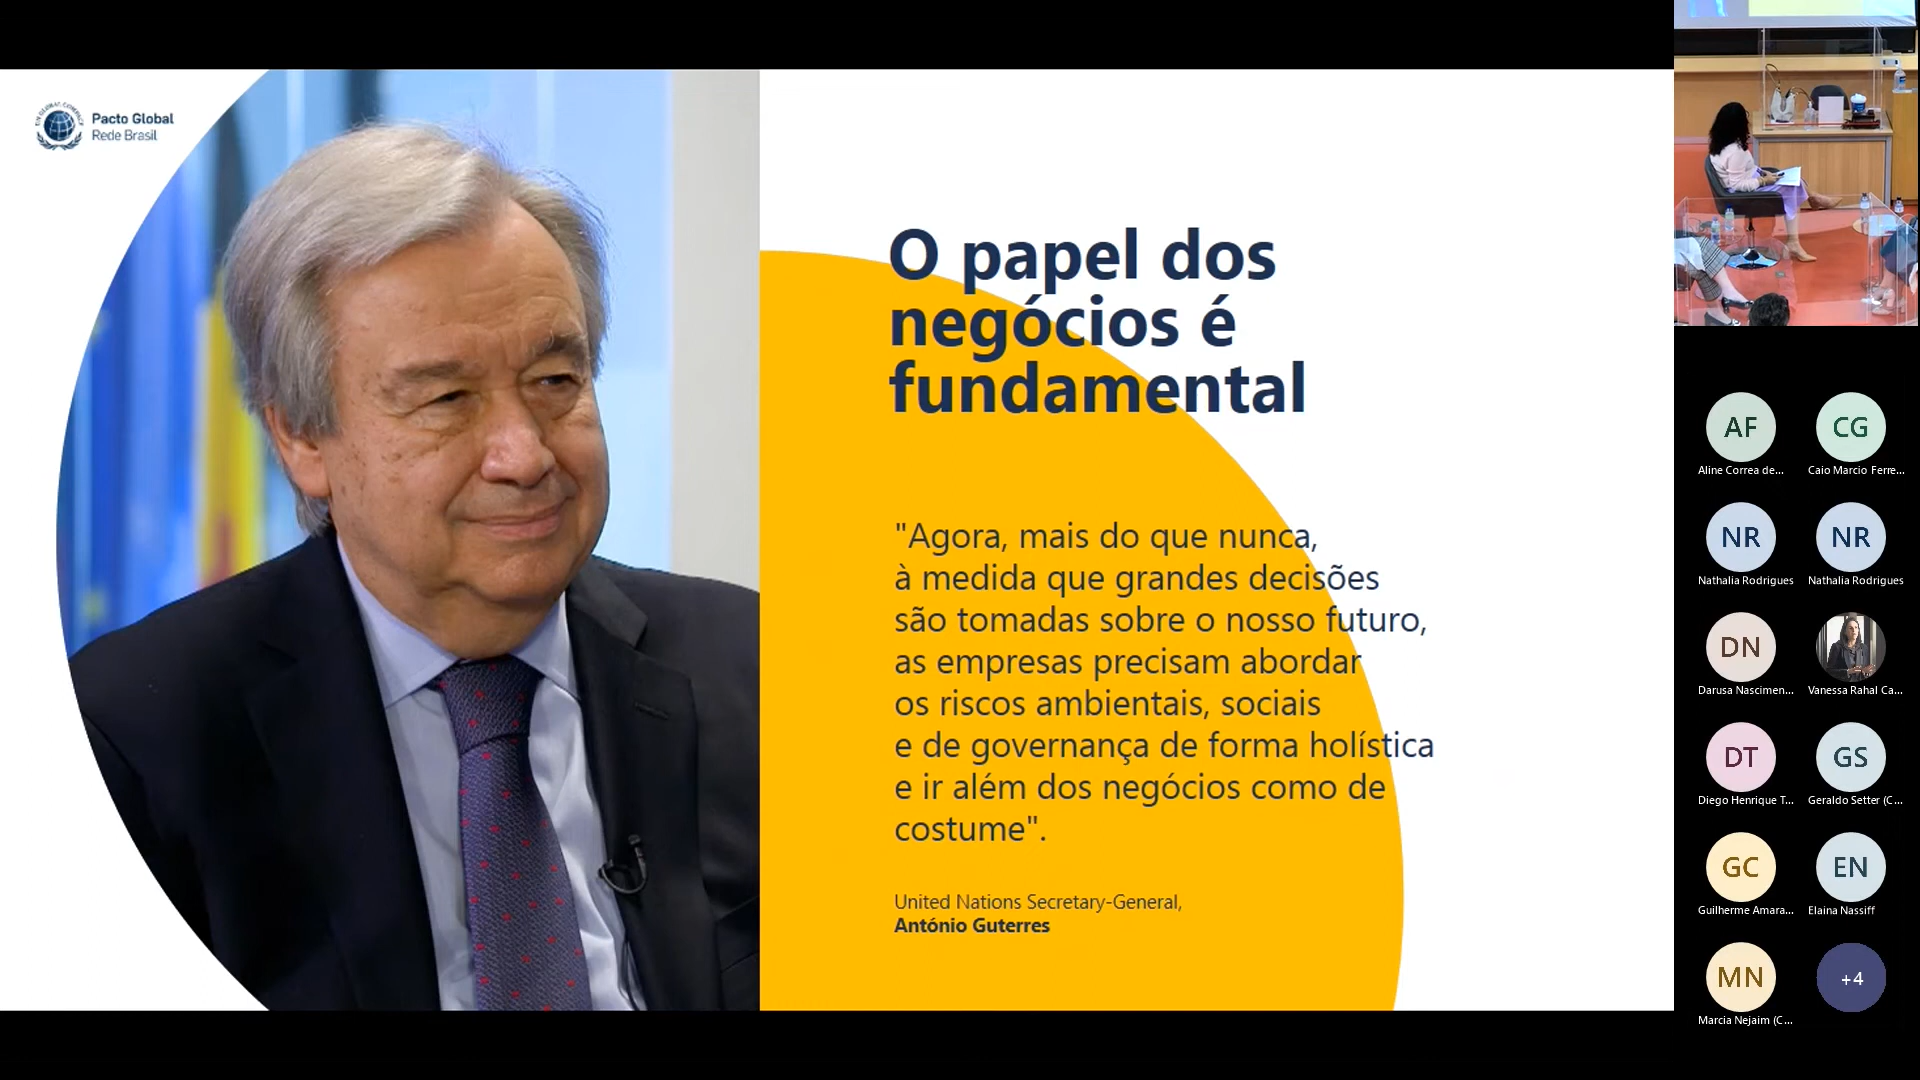 Pacto Global
Rede Brasil
O papel dos
negócios é
fundamental
"Agora, mais do que nunca,
à medida que grandes decisões
são tomadas sobre o nosso futuro,
as empresas precisam abordar
os riscos ambientais, sociais
e de governança de forma holística
e ir além dos negócios como de
costume".
United Nations Secretary-General,
António Guterres
AF
CG
Aline Correa de...
Caio Marcio Ferre...
NR
NR
Nathalia Rodrigues
Nathalia Rodrigues
DN
Darusa Nascimen...
Vanessa Rahal Ca...
DT
GS
Diego Henrique T...
Geraldo Setter (C...
GC
EN
Guilherme Amara...
Elaina Nassiff
MN
+4
Marcia Nejaim (C...